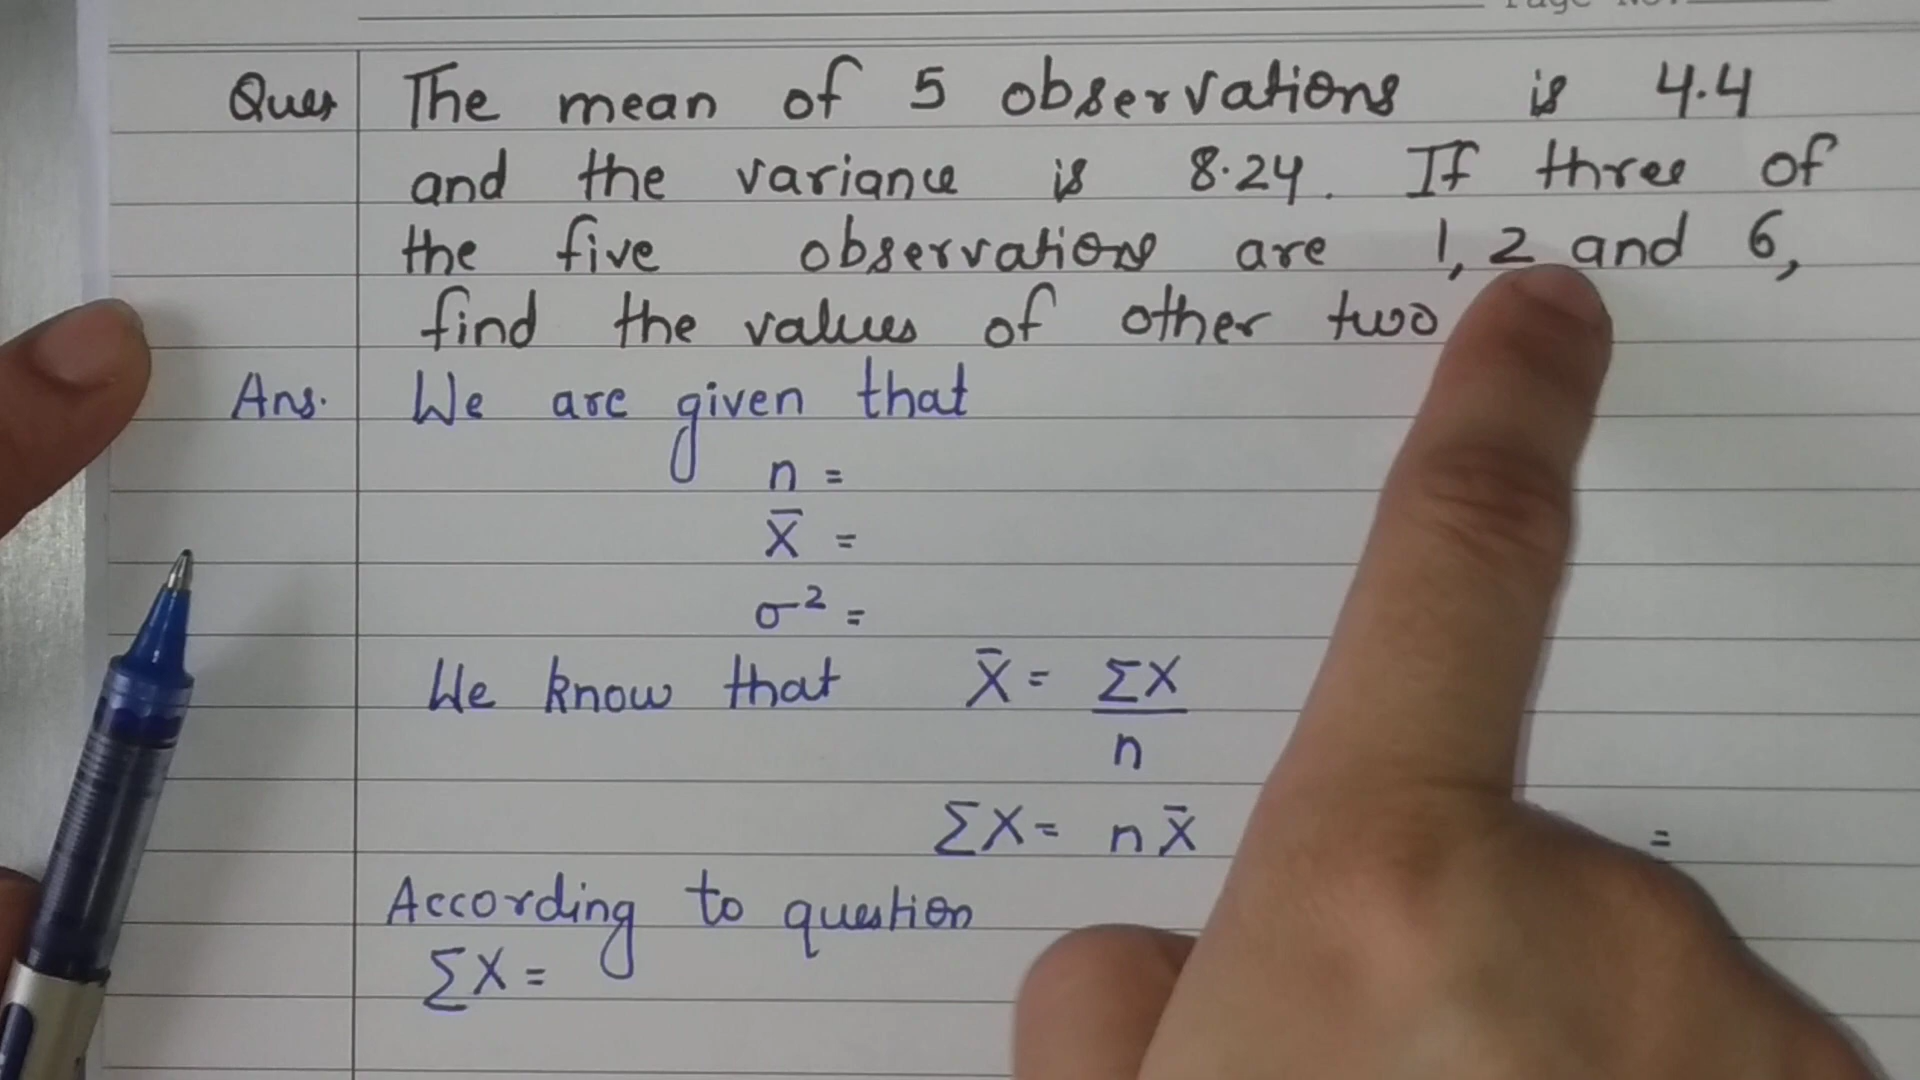 Page No.
Ques The mean of 5 observations is 4.4
and the variance is 8.24. If three of
the five observations are 1, 2 and 6,
find the values of other two
Ans. We are given that
n =
X̄ =
σ² =
We know that X̄ = ΣX
n
ΣX = nX̄ =
According to question
ΣX =